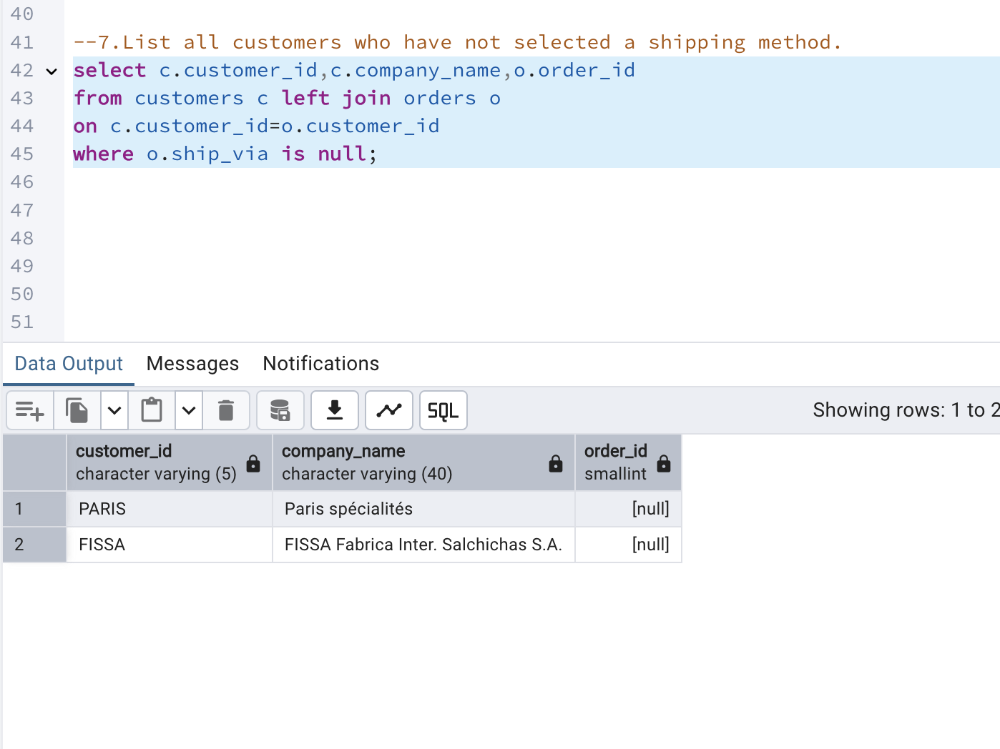 40
41 --7.List all customers who have not selected a shipping method.
42 select c.customer_id,c.company_name,o.order_id
43 from customers c left join orders o
44 on c.customer_id=o.customer_id
45 where o.ship_via is null;
46
47
48
49
50
51
Data Output Messages Notifications
SQL Showing rows: 1 to 2
customer_id company_name order_id
character varying (5) character varying (40) smallint
1 PARIS Paris spécialités [null]
2 FISSA FISSA Fabrica Inter. Salchichas S.A. [null]